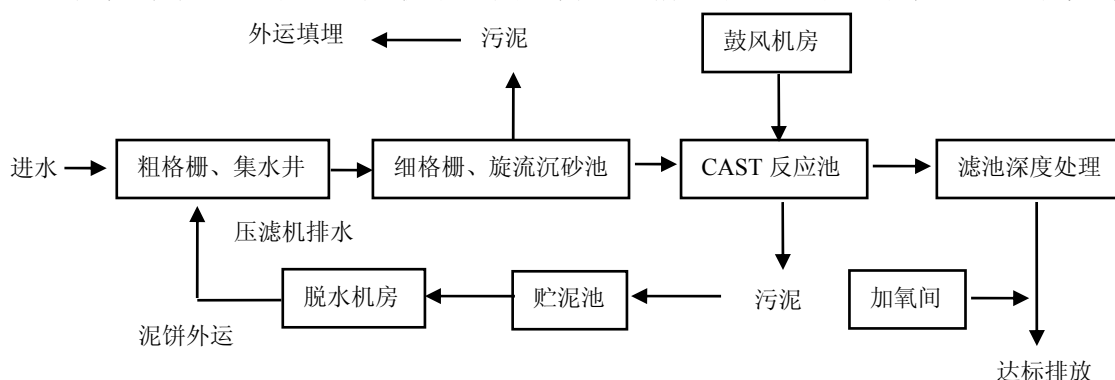 外运填埋
污泥
鼓风机房
进水
粗格栅、集水井
细格栅、旋流沉砂池
CAST 反应池
滤池深度处理
压滤机排水
脱水机房
贮泥池
污泥
加氧间
泥饼外运
达标排放